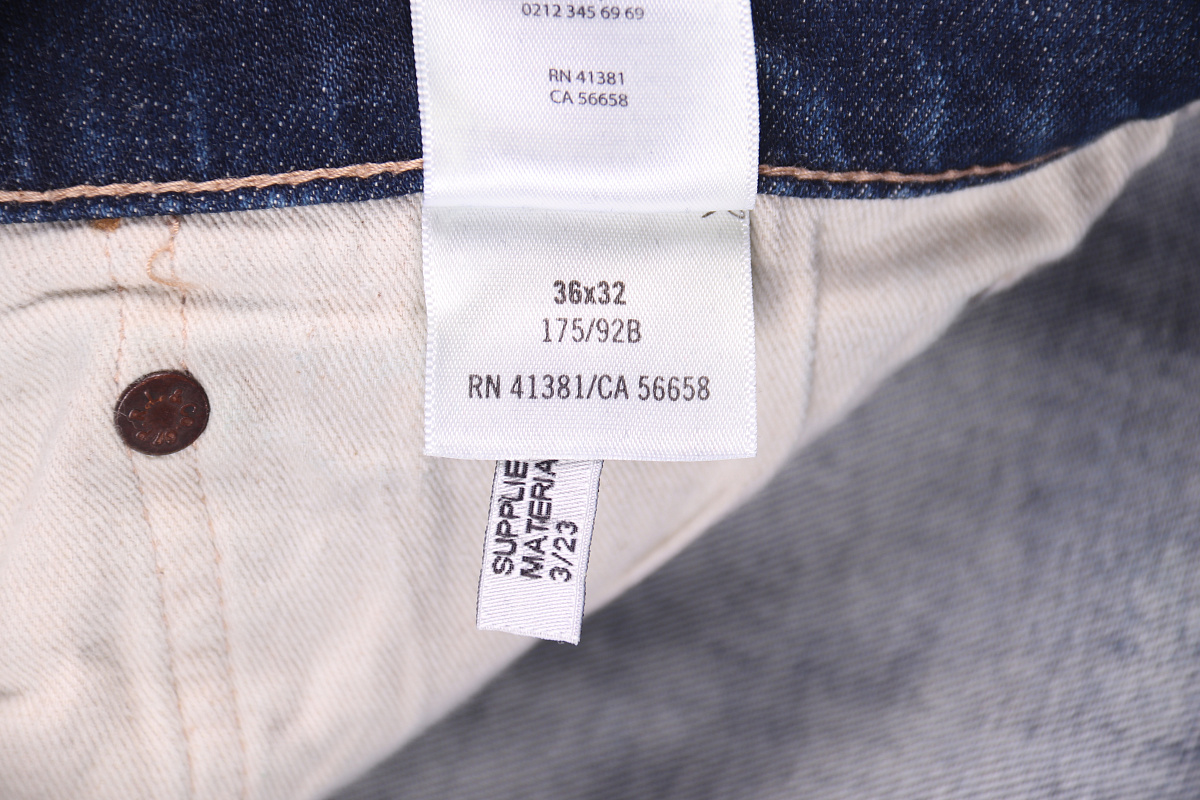 0212 345 69 69
RN 41381
CA 56658
36x32
175/92B
RN 41381/CA 56658
SUPPLIE
MATERIA
3/23